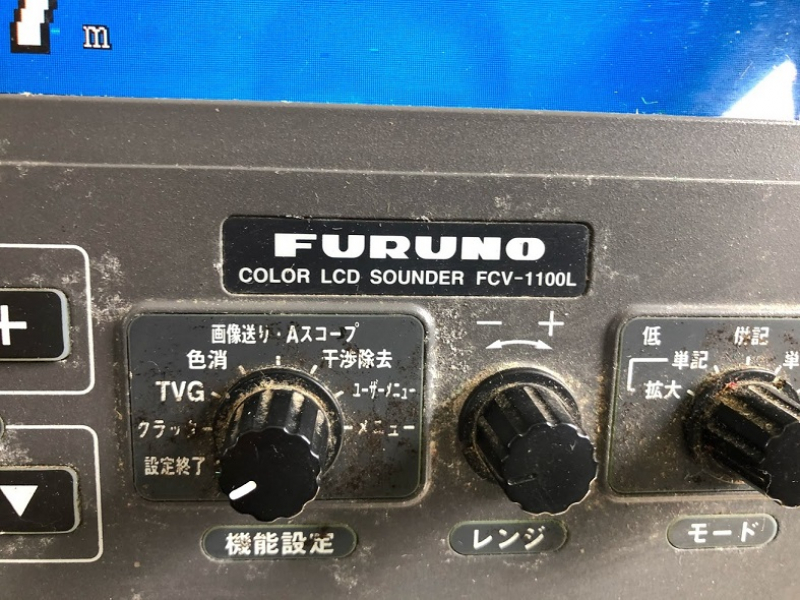 7 m
FURUNO
COLOR LCD SOUNDER FCV-1100L
+
▼
画像送り・Aスコープ
色消
干渉除去
TVG
ユーザーメニュー
クラッター
メニュー
設定終了
機能設定
− +
レンジ
低
併記
単記
単
拡大
モード